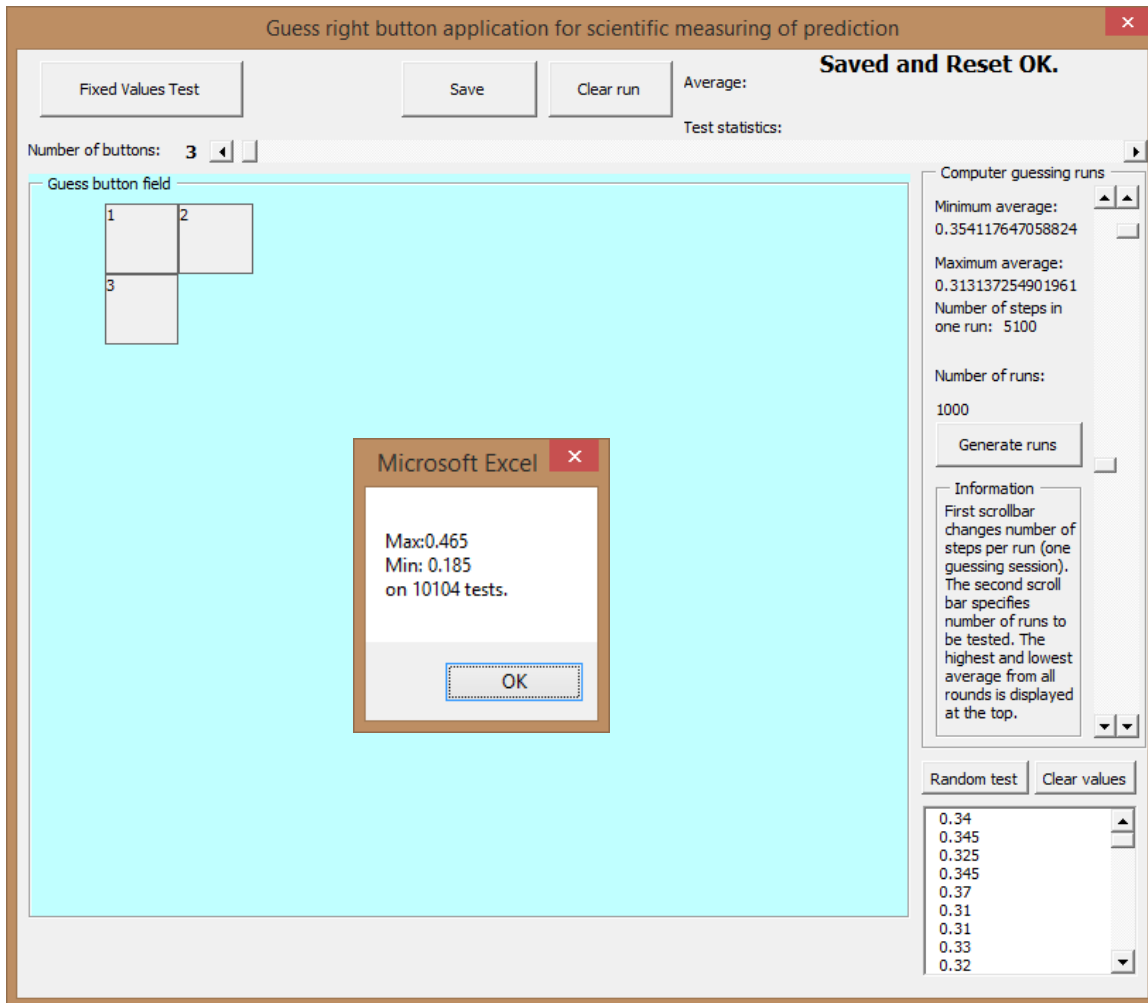 Guess right button application for scientific measuring of prediction
Fixed Values Test
Save
Clear run
Average:
Saved and Reset OK.
Test statistics:
Number of buttons: 3
Guess button field
1
2
3
Microsoft Excel
Max:0.465
Min: 0.185
on 10104 tests.
OK
Computer guessing runs
Minimum average:
0.354117647058824
Maximum average:
0.313137254901961
Number of steps in
one run: 5100
Number of runs:
1000
Generate runs
Information
First scrollbar
changes number of
steps per run (one
guessing session).
The second scroll
bar specifies
number of runs to
be tested. The
highest and lowest
average from all
rounds is displayed
at the top.
Random test
Clear values
0.34
0.345
0.325
0.345
0.37
0.31
0.31
0.33
0.32